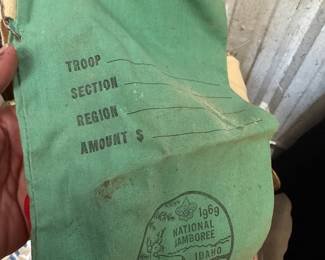 TROOP
SECTION
REGION
AMOUNT $
1969
NATIONAL
JAMBOREE
IDAHO